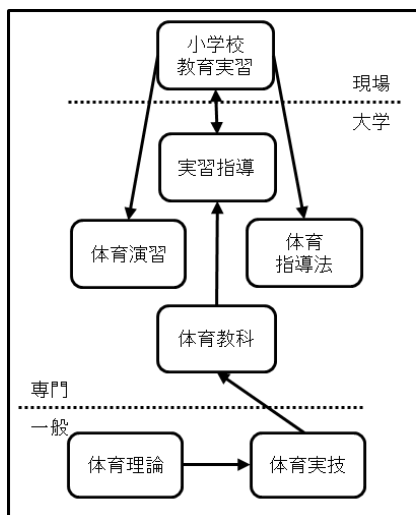 小学校
教育実習
現場
大学
実習指導
体育演習
体育
指導法
体育教科
専門
一般
体育理論
体育実技